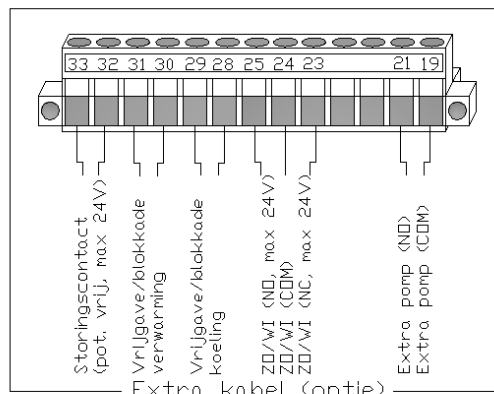 33 32 31 30 29 28 25 24 23 21 19
Storingscontact
(pot. vrij, max 24V)
Vrijgave/blokkade
verwarming
Vrijgave/blokkade
koeling
ZO/WI (NO, max 24V)
ZO/WI (COM)
ZO/WI (NC, max 24V)
Extra pomp (NO)
Extra pomp (COM)
Extra kabel (optie)